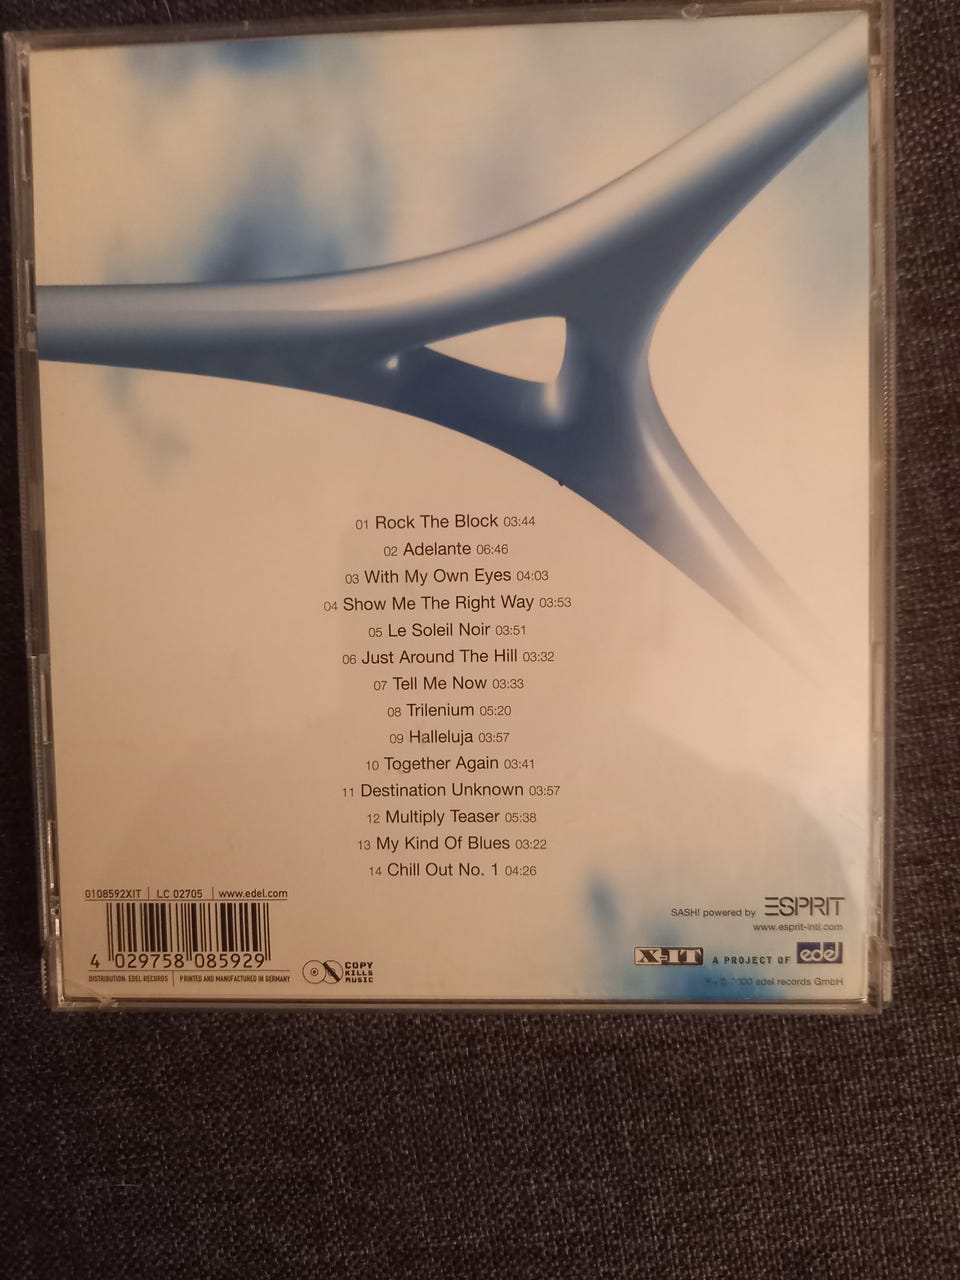 01 Rock The Block 03:44
02 Adelante 06:46
03 With My Own Eyes 04:03
04 Show Me The Right Way 03:53
05 Le Soleil Noir 03:51
06 Just Around The Hill 03:32
07 Tell Me Now 03:33
08 Trilenium 05:20
09 Halleluja 03:57
10 Together Again 03:41
11 Destination Unknown 03:57
12 Multiply Teaser 05:38
13 My Kind Of Blues 03:22
14 Chill Out No. 1 04:26
0108592XIT | LC 02705 | www.edel.com
4 029758 085929
DISTRIBUTION: EDEL RECORDS | PRINTED AND MANUFACTURED IN GERMANY
COPY
KILLS
MUSIC
SASH! powered by ESPRIT
www.esprit-intl.com
X-IT A PROJECT OF edel
℗ + © 2000 edel records GmbH